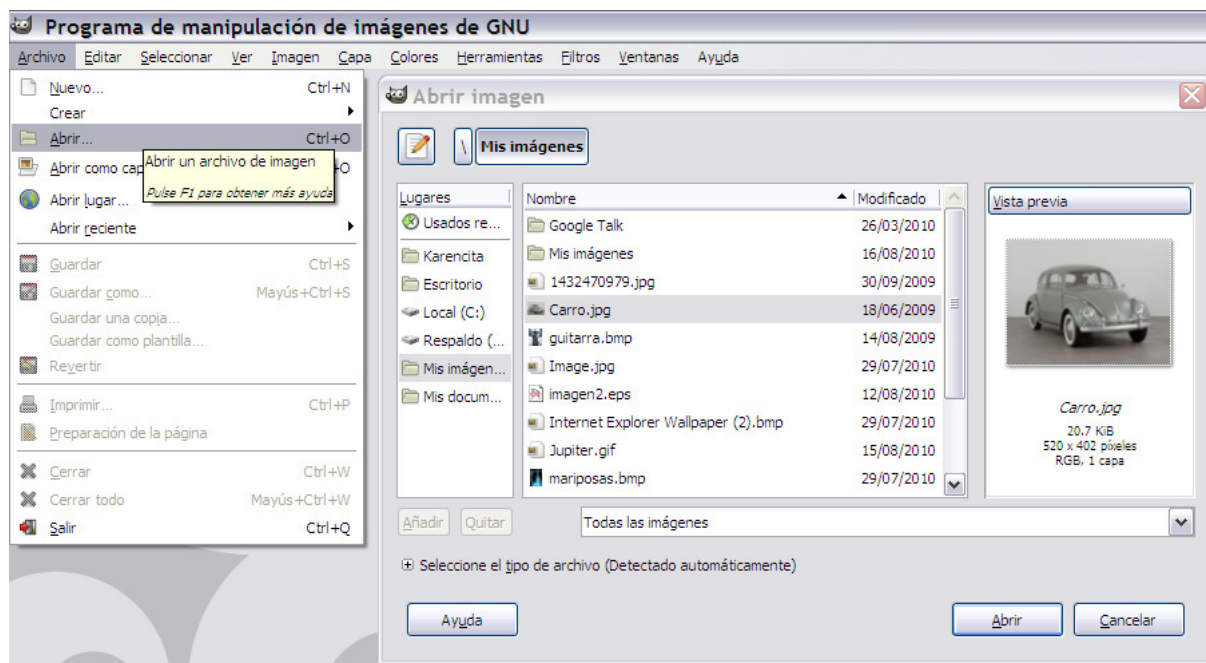 Programa de manipulación de imágenes de GNU
Archivo Editar Seleccionar Ver Imagen Capa Colores Herramientas Filtros Ventanas Ayuda
Nuevo... Ctrl+N
Crear
Abrir... Ctrl+O
Abrir un archivo de imagen
Pulse F1 para obtener más ayuda
Abrir como cap +O
Abrir lugar...
Abrir reciente
Guardar Ctrl+S
Guardar como... Mayús+Ctrl+S
Guardar una copia...
Guardar como plantilla...
Revertir
Imprimir... Ctrl+P
Preparación de la página
Cerrar Ctrl+W
Cerrar todo Mayús+Ctrl+W
Salir Ctrl+Q
Abrir imagen
\ Mis imágenes
Lugares
Usados re...
Karencita
Escritorio
Local (C:)
Respaldo (...
Mis imágen...
Mis docum...
Nombre Modificado
Google Talk 26/03/2010
Mis imágenes 16/08/2010
1432470979.jpg 30/09/2009
Carro.jpg 18/06/2009
guitarra.bmp 14/08/2009
Image.jpg 29/07/2010
imagen2.eps 12/08/2010
Internet Explorer Wallpaper (2).bmp 29/07/2010
Jupiter.gif 15/08/2010
mariposas.bmp 29/07/2010
Vista previa
Carro.jpg
20.7 KiB
520 x 402 píxeles
RGB, 1 capa
Añadir Quitar Todas las imágenes
Seleccione el tipo de archivo (Detectado automáticamente)
Ayuda Abrir Cancelar